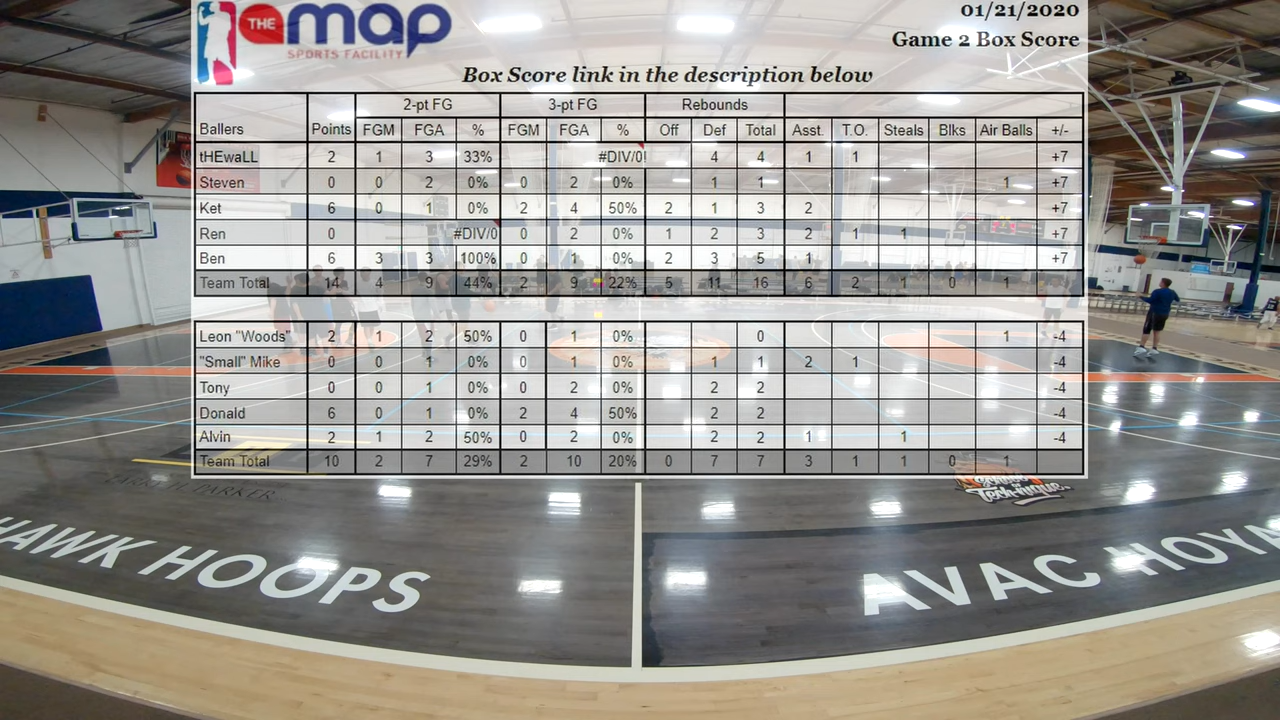 THE map
SPORTS FACILITY
01/21/2020
Game 2 Box Score
Box Score link in the description below
2-pt FG 3-pt FG Rebounds
Ballers Points FGM FGA % FGM FGA % Off Def Total Asst. T.O. Steals Blks Air Balls +/-
tHEwaLL 2 1 3 33% #DIV/0! 4 4 1 1 +7
Steven 0 0 2 0% 0 2 0% 1 1 1 +7
Ket 6 0 1 0% 2 4 50% 2 1 3 2 +7
Ren 0 #DIV/0 0 2 0% 1 2 3 2 1 1 +7
Ben 6 3 3 100% 0 1 0% 2 3 5 1 +7
Team Total 14 4 9 44% 2 9 22% 5 11 16 6 2 1 0 1
Leon "Woods" 2 1 2 50% 0 1 0% 0 1 -4
"Small" Mike 0 0 1 0% 0 1 0% 1 1 2 1 -4
Tony 0 0 1 0% 0 2 0% 2 2 -4
Donald 6 0 1 0% 2 4 50% 2 2 -4
Alvin 2 1 2 50% 0 2 0% 2 2 1 1 -4
Team Total 10 2 7 29% 2 10 20% 0 7 7 3 1 1 0 1
HAWK HOOPS
AVAC HOYA